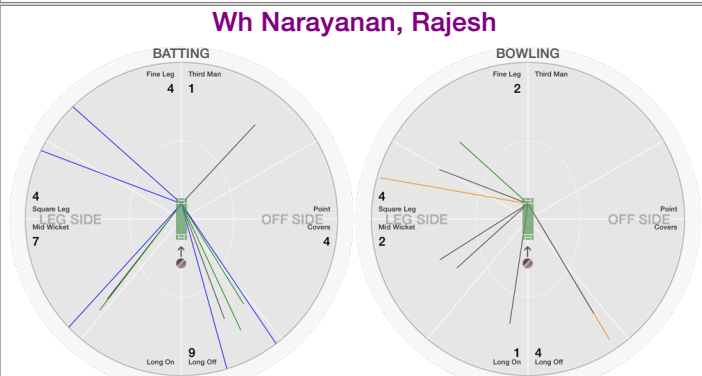 Wh Narayanan, Rajesh
BATTING
Fine Leg Third Man
4 1
4
Square Leg Point
LEG SIDE OFF SIDE
Mid Wicket Covers
7 4
9
Long On Long Off
BOWLING
Fine Leg Third Man
2
4
Square Leg Point
LEG SIDE OFF SIDE
Mid Wicket Covers
2
1 4
Long On Long Off